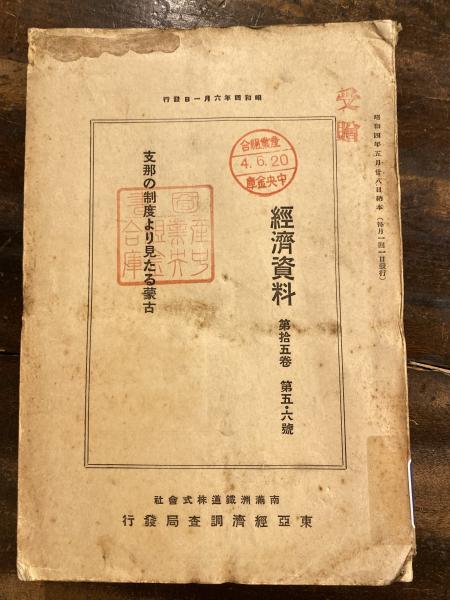 昭和四年五月廿八日納本（毎月一回一日發行）
受贈
行發日一月六年四和昭
合組業產
4.6.20
庫金央中
經濟資料 第拾五卷 第五・六號
支那の制度より見たる蒙古
社會式株道鐵洲滿南
行發局査調濟經亞東